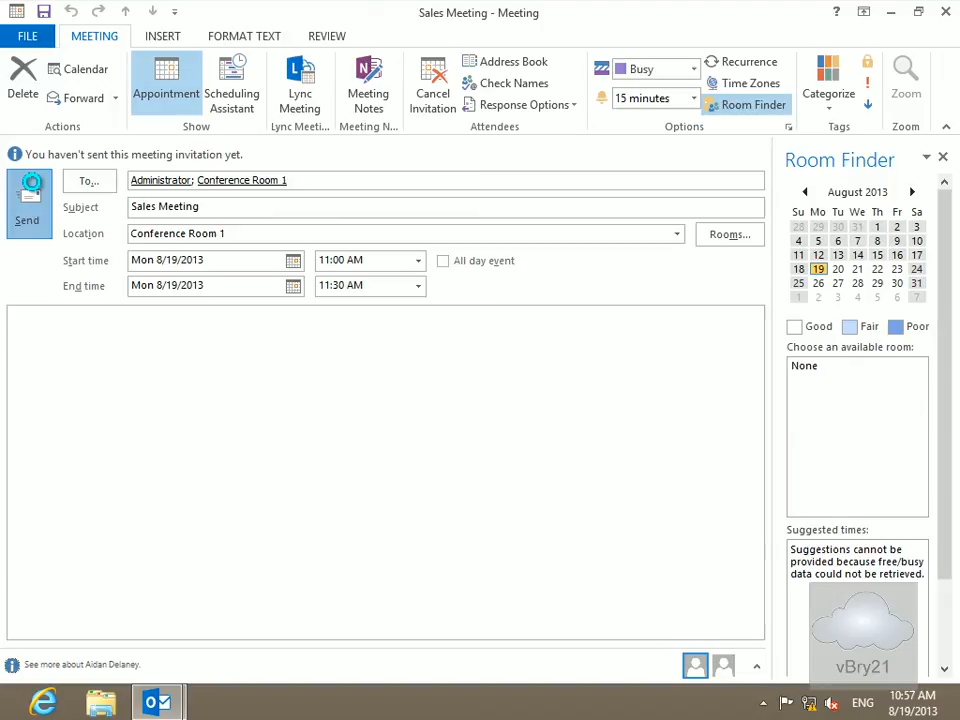 Sales Meeting - Meeting
?
FILE
MEETING
INSERT
FORMAT TEXT
REVIEW
Delete
Calendar
Forward
Actions
Appointment
Scheduling
Assistant
Show
Lync
Meeting
Lync Meeti...
Meeting
Notes
Meeting N...
Cancel
Invitation
Address Book
Check Names
Response Options
Attendees
Busy
15 minutes
Recurrence
Time Zones
Room Finder
Options
Categorize
Tags
Zoom
Zoom
You haven't sent this meeting invitation yet.
Send
To...
Administrator; Conference Room 1
Subject
Sales Meeting
Location
Conference Room 1
Rooms...
Start time
Mon 8/19/2013
11:00 AM
All day event
End time
Mon 8/19/2013
11:30 AM
Room Finder
August 2013
Su Mo Tu We Th Fr Sa
28 29 30 31 1 2 3
4 5 6 7 8 9 10
11 12 13 14 15 16 17
18 19 20 21 22 23 24
25 26 27 28 29 30 31
1 2 3 4 5 6 7
Good Fair Poor
Choose an available room:
None
Suggested times:
Suggestions cannot be
provided because free/busy
data could not be retrieved.
vBry21
See more about Aidan Delaney.
ENG
10:57 AM
8/19/2013